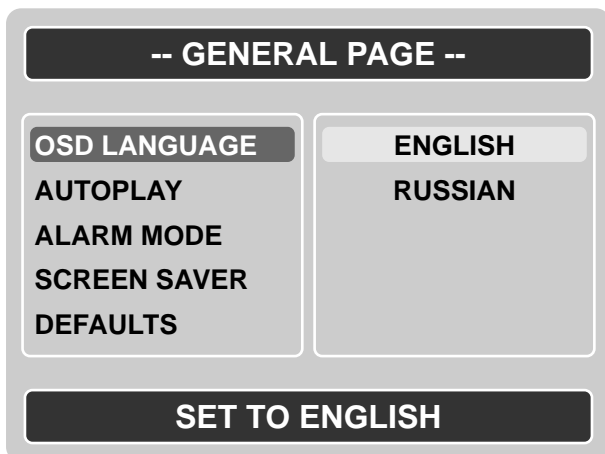 -- GENERAL PAGE --
OSD LANGUAGE
AUTOPLAY
ALARM MODE
SCREEN SAVER
DEFAULTS
ENGLISH
RUSSIAN
SET TO ENGLISH